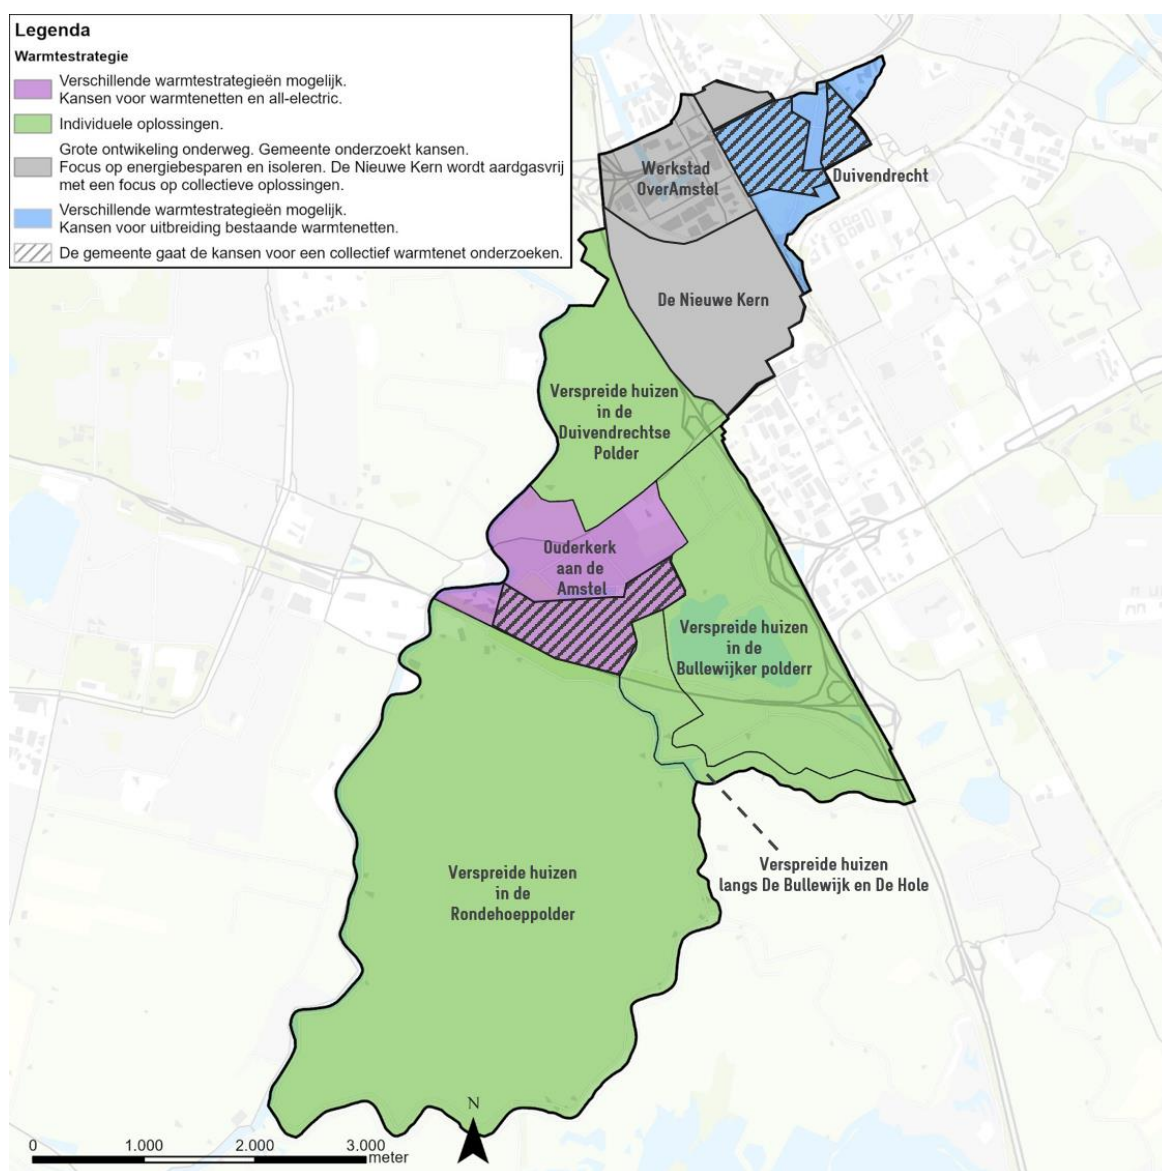 Legenda
Warmtestrategie
Verschillende warmtestrategieën mogelijk.
Kansen voor warmtenetten en all-electric.
Individuele oplossingen.
Grote ontwikeling onderweg. Gemeente onderzoekt kansen.
Focus op energiebesparen en isoleren. De Nieuwe Kern wordt aardgasvrij
met een focus op collectieve oplossingen.
Verschillende warmtestrategieën mogelijk.
Kansen voor uitbreiding bestaande warmtenetten.
De gemeente gaat de kansen voor een collectief warmtenet onderzoeken.
Werkstad
OverAmstel
Duivendrecht
De Nieuwe Kern
Verspreide huizen
in de
Duivendrechtse
Polder
Ouderkerk
aan de
Amstel
Verspreide huizen
in de
Bullewijker polderr
Verspreide huizen
langs De Bullewijk en De Hole
Verspreide huizen
in de
Rondehoeppolder
N
0 1.000 2.000 3.000
meter